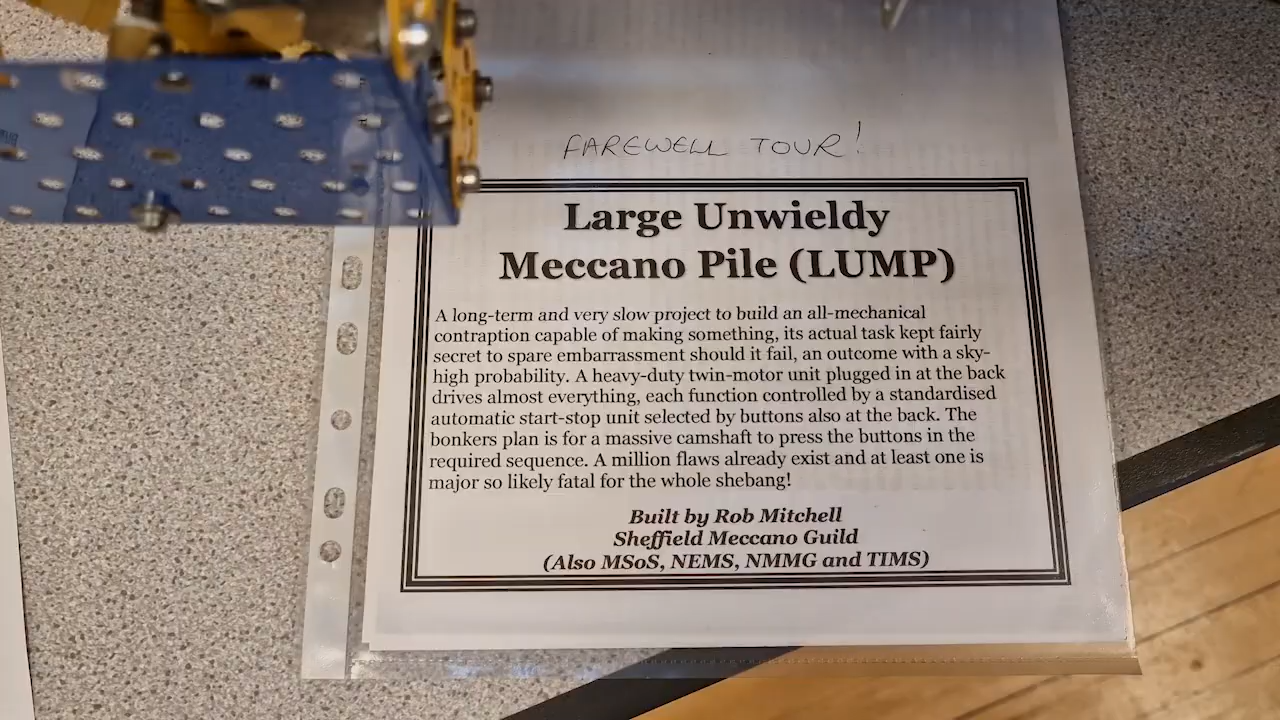 FAREWELL TOUR!
Large Unwieldy
Meccano Pile (LUMP)
A long-term and very slow project to build an all-mechanical
contraption capable of making something, its actual task kept fairly
secret to spare embarrassment should it fail, an outcome with a sky-
high probability. A heavy-duty twin-motor unit plugged in at the back
drives almost everything, each function controlled by a standardised
automatic start-stop unit selected by buttons also at the back. The
bonkers plan is for a massive camshaft to press the buttons in the
required sequence. A million flaws already exist and at least one is
major so likely fatal for the whole shebang!
Built by Rob Mitchell
Sheffield Meccano Guild
(Also MSoS, NEMS, NMMG and TIMS)